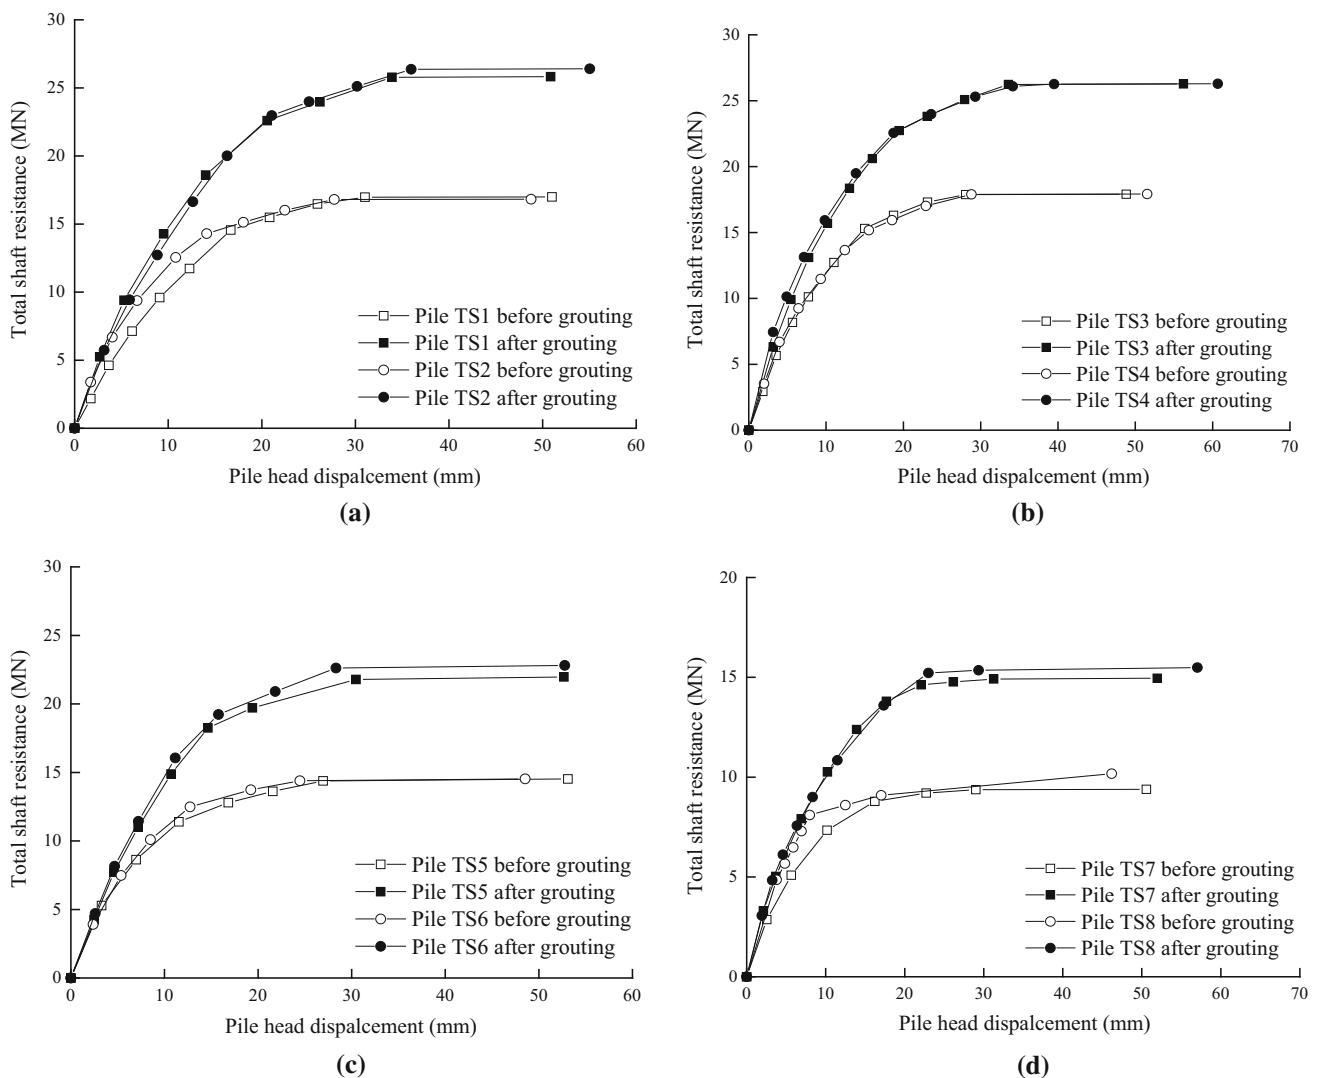 30
25
20
15
10
5
0
0 10 20 30 40 50 60
Total shaft resistance (MN)
Pile head dispalcement (mm)
Pile TS1 before grouting
Pile TS1 after grouting
Pile TS2 before grouting
Pile TS2 after grouting
(a)
30
25
20
15
10
5
0
0 10 20 30 40 50 60 70
Total shaft resistance (MN)
Pile head dispalcement (mm)
Pile TS3 before grouting
Pile TS3 after grouting
Pile TS4 before grouting
Pile TS4 after grouting
(b)
30
25
20
15
10
5
0
0 10 20 30 40 50 60
Total shaft resistance (MN)
Pile head dispalcement (mm)
Pile TS5 before grouting
Pile TS5 after grouting
Pile TS6 before grouting
Pile TS6 after grouting
(c)
20
15
10
5
0
0 10 20 30 40 50 60 70
Total shaft resistance (MN)
Pile head dispalcement (mm)
Pile TS7 before grouting
Pile TS7 after grouting
Pile TS8 before grouting
Pile TS8 after grouting
(d)